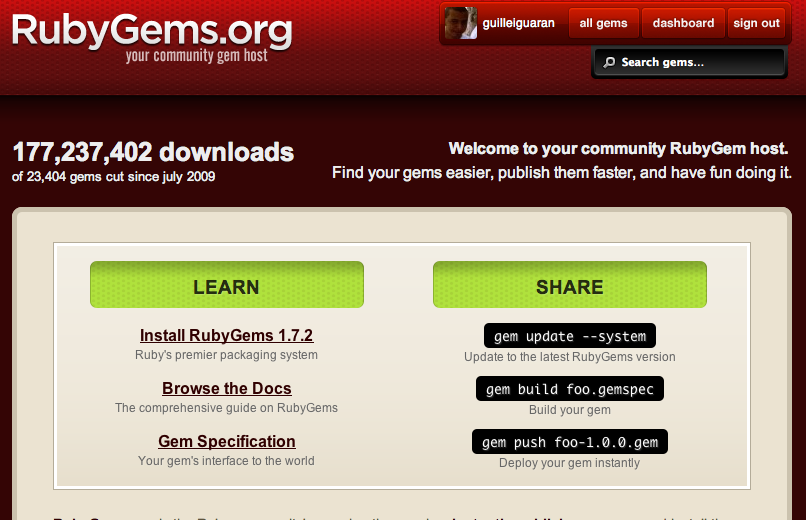 RubyGems.org
your community gem host
guilleiguaran
all gems
dashboard
sign out
Search gems...
177,237,402 downloads
of 23,404 gems cut since july 2009
Welcome to your community RubyGem host.
Find your gems easier, publish them faster, and have fun doing it.
LEARN
Install RubyGems 1.7.2
Ruby's premier packaging system
Browse the Docs
The comprehensive guide on RubyGems
Gem Specification
Your gem's interface to the world
SHARE
gem update --system
Update to the latest RubyGems version
gem build foo.gemspec
Build your gem
gem push foo-1.0.0.gem
Deploy your gem instantly